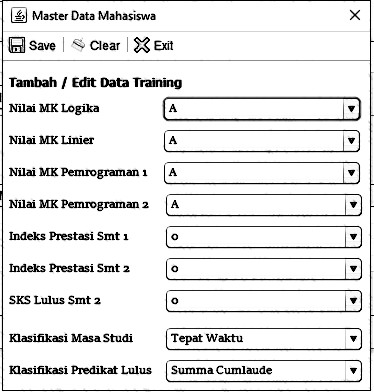 Master Data Mahasiswa
Save Clear Exit
Tambah / Edit Data Training
Nilai MK Logika A
Nilai MK Linier A
Nilai MK Pemrograman 1 A
Nilai MK Pemrograman 2 A
Indeks Prestasi Smt 1 0
Indeks Prestasi Smt 2 0
SKS Lulus Smt 2 0
Klasifikasi Masa Studi Tepat Waktu
Klasifikasi Predikat Lulus Summa Cumlaude